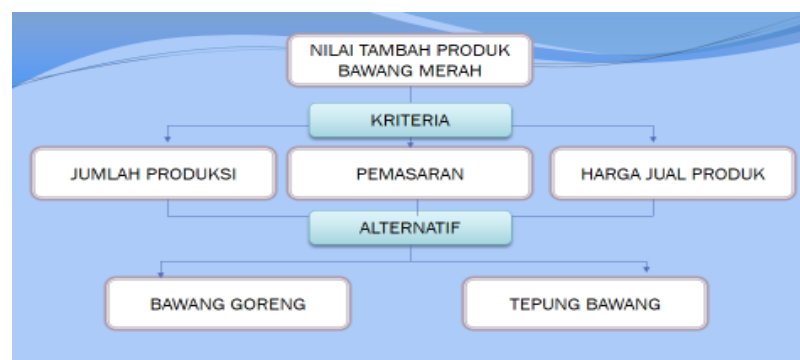 NILAI TAMBAH PRODUK
BAWANG MERAH
KRITERIA
JUMLAH PRODUKSI
PEMASARAN
HARGA JUAL PRODUK
ALTERNATIF
BAWANG GORENG
TEPUNG BAWANG